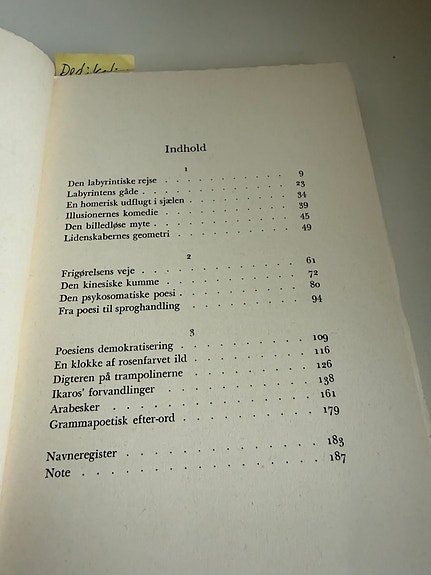 Indhold
1
Den labyrintiske rejse . . . . . . . . . 9
Labyrintens gåde . . . . . . . . . . 23
En homerisk udflugt i sjælen . . . . . . . 34
Illusionernes komedie . . . . . . . . . 39
Den billedløse myte . . . . . . . . . 45
Lidenskabernes geometri . . . . . . . . 49
2
Frigørelsens veje . . . . . . . . . . 61
Den kinesiske kumme . . . . . . . . . 72
Den psykosomatiske poesi . . . . . . . . 80
Fra poesi til sproghandling . . . . . . . . 94
3
Poesiens demokratisering . . . . . . . . 109
En klokke af rosenfarvet ild . . . . . . . 116
Digteren på trampolinerne . . . . . . . . 126
Ikaros' forvandlinger . . . . . . . . . 138
Arabesker . . . . . . . . . . . . 161
Grammapoetisk efter-ord . . . . . . . . 179
Navneregister . . . . . . . . . . . 183
Note . . . . . . . . . . . . . 187